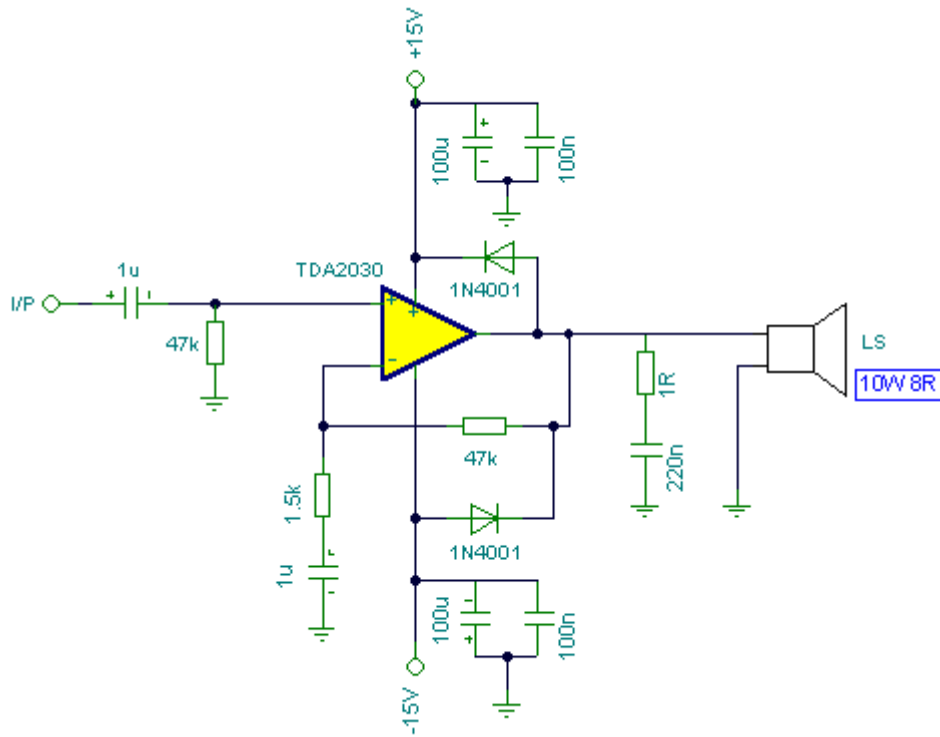 +15V
100u
100n
1N4001
TDA2030
1u
I/P
47k
+
+
-
LS
10W 8R
1R
220n
47k
1.5k
1u
1N4001
100u
100n
-15V